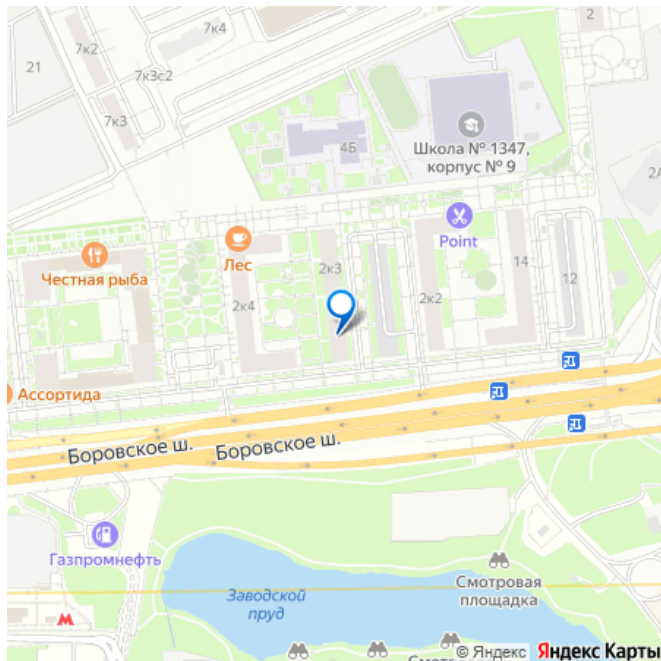 2
7к4
7к2
21
7к3с2
7к3
4Б
Школа № 1347,
корпус № 9
2А
Point
Лес
Честная рыба
2к3
14
12
2к4
2к2
Ассортида
Боровское ш.
Боровское ш.
Газпромнефть
Смотровая
площадка
Заводской
пруд
М
© Яндекс Яндекс Карты